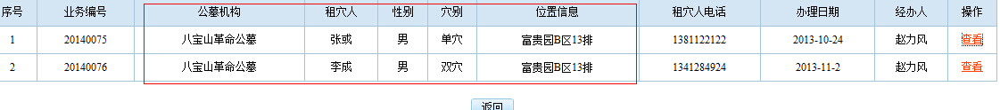 序号 业务编号 公墓机构 租穴人 性别 穴别 位置信息 租穴人电话 办理日期 经办人 操作
1 20140075 八宝山革命公墓 张或 男 单穴 富贵园B区13排 1381122122 2013-10-24 赵力风 查看
2 20140076 八宝山革命公墓 李成 男 双穴 富贵园B区13排 1341284924 2013-11-2 赵力风 查看
返回